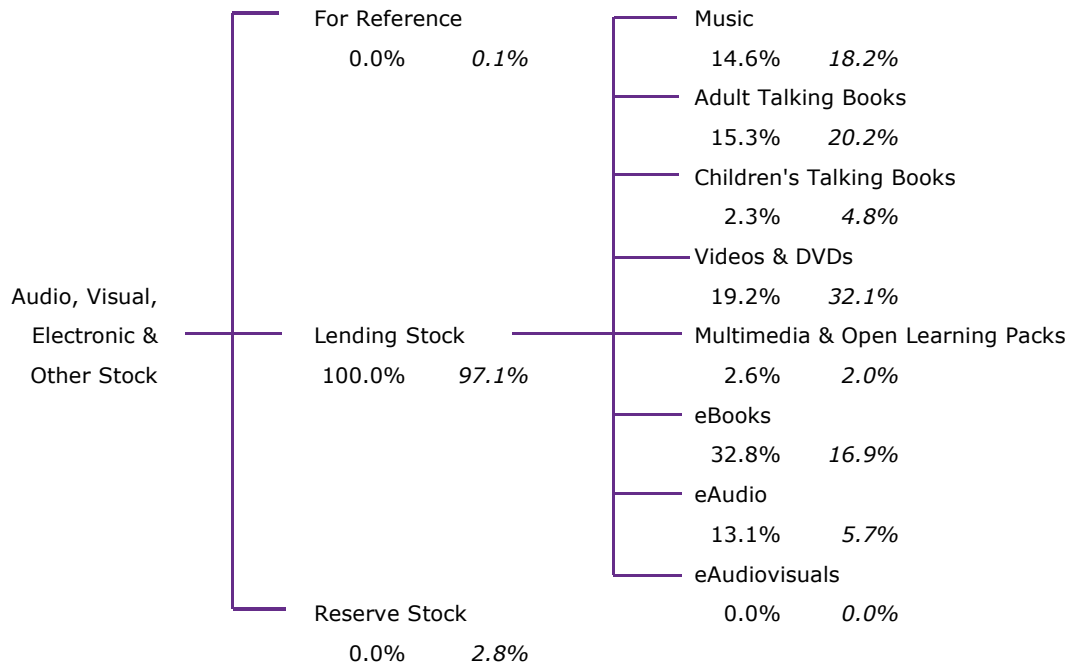 For Reference
0.0% 0.1%
Audio, Visual,
Electronic &
Other Stock
Lending Stock
100.0% 97.1%
Reserve Stock
0.0% 2.8%
Music
14.6% 18.2%
Adult Talking Books
15.3% 20.2%
Children's Talking Books
2.3% 4.8%
Videos & DVDs
19.2% 32.1%
Multimedia & Open Learning Packs
2.6% 2.0%
eBooks
32.8% 16.9%
eAudio
13.1% 5.7%
eAudiovisuals
0.0% 0.0%